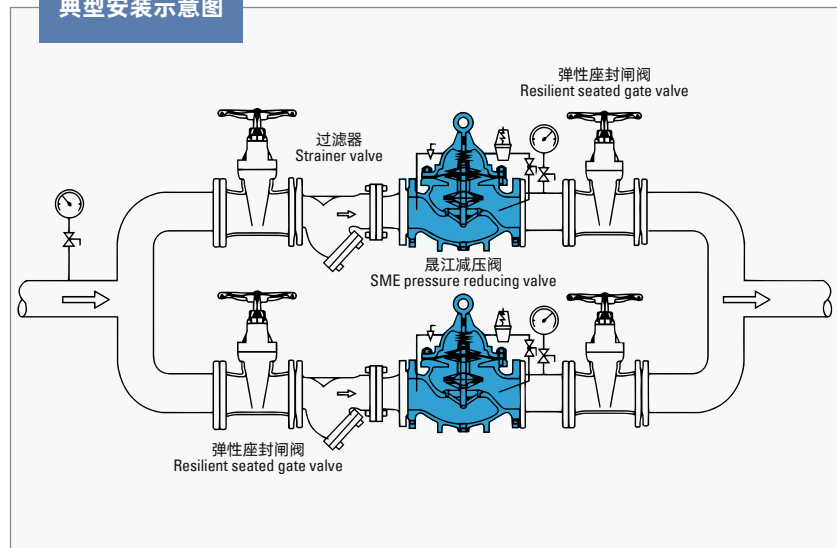 典型安装示意图
弹性座封闸阀
Resilient seated gate valve
过滤器
Strainer valve
晟江减压阀
SME pressure reducing valve
弹性座封闸阀
Resilient seated gate valve